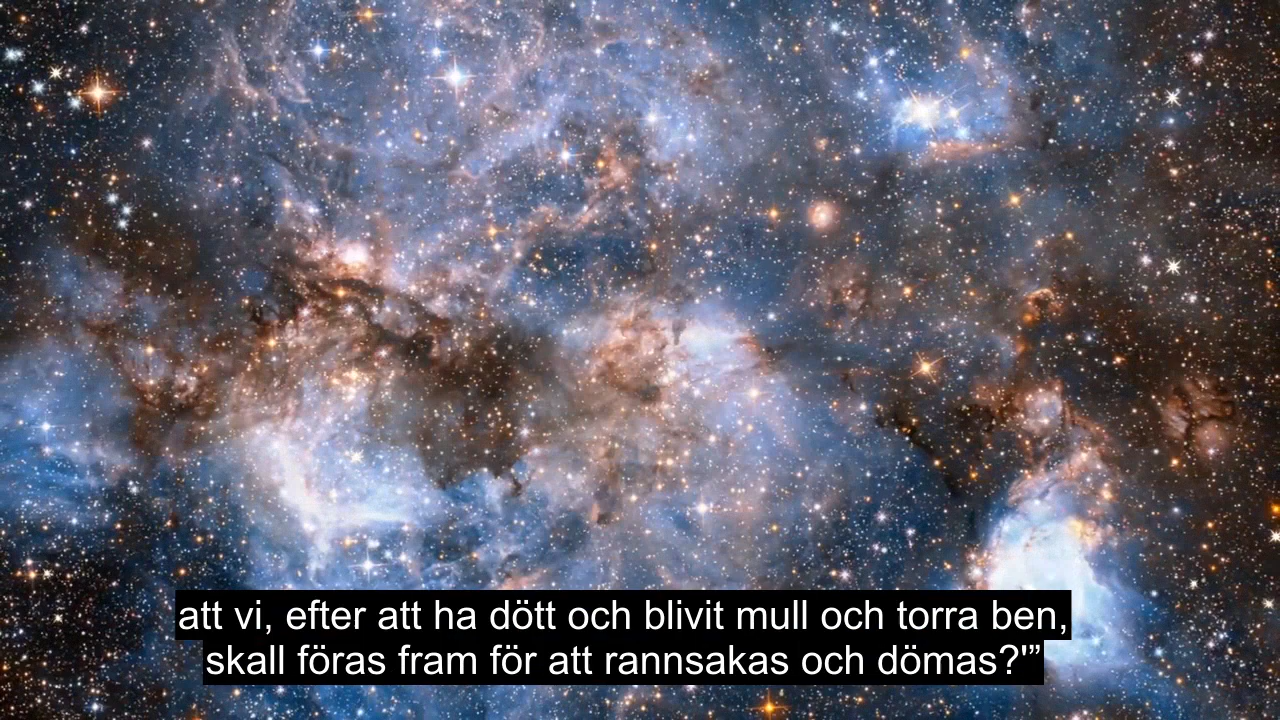 att vi, efter att ha dött och blivit mull och torra ben,
skall föras fram för att rannsakas och dömas?'”